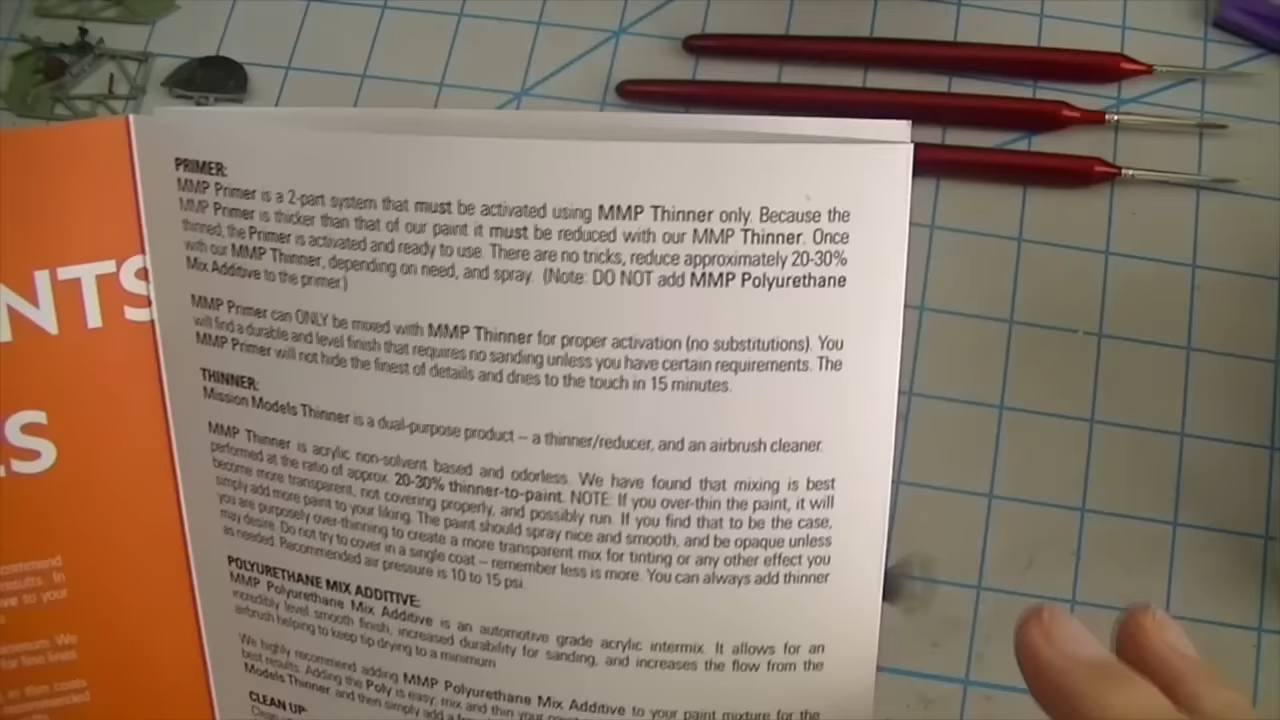 NTS
S
ommend
results. In
ve to your
mum. We
for fine lines
in thin coats
recommended
PRIMER:
MMP Primer is a 2-part system that must be activated using MMP Thinner only. Because the
MMP Primer is thicker than that of our paint it must be reduced with our MMP Thinner. Once
thinned, the Primer is activated and ready to use. There are no tricks, reduce approximately 20-30%
with our MMP Thinner, depending on need, and spray. (Note: DO NOT add MMP Polyurethane
Mix Additive to the primer)
MMP Primer can ONLY be mixed with MMP Thinner for proper activation (no substitutions). You
will find a durable and level finish that requires no sanding unless you have certain requirements. The
MMP Primer will not hide the finest of details and dries to the touch in 15 minutes.
THINNER:
Mission Models Thinner is a dual-purpose product – a thinner/reducer, and an airbrush cleaner.
MMP Thinner is acrylic non-solvent based and odorless. We have found that mixing is best
performed at the ratio of approx. 20-30% thinner-to-paint. NOTE: If you over-thin the paint, it will
become more transparent, not covering properly, and possibly run. If you find that to be the case,
simply add more paint to your liking. The paint should spray nice and smooth, and be opaque unless
you are purposely over-thinning to create a more transparent mix for tinting or any other effect you
may desire. Do not try to cover in a single coat – remember less is more. You can always add thinner
as needed. Recommended air pressure is 10 to 15 psi.
POLYURETHANE MIX ADDITIVE:
MMP Polyurethane Mix Additive is an automotive grade acrylic intermix. It allows for an
incredibly level smooth finish, increased durability for sanding, and increases the flow from the
airbrush helping to keep tip drying to a minimum
We highly recommend adding MMP Polyurethane Mix Additive to your paint mixture for the
best results. Adding the Poly is easy, mix and thin your
Models Thinner, and then simply add a
CLEAN UP: